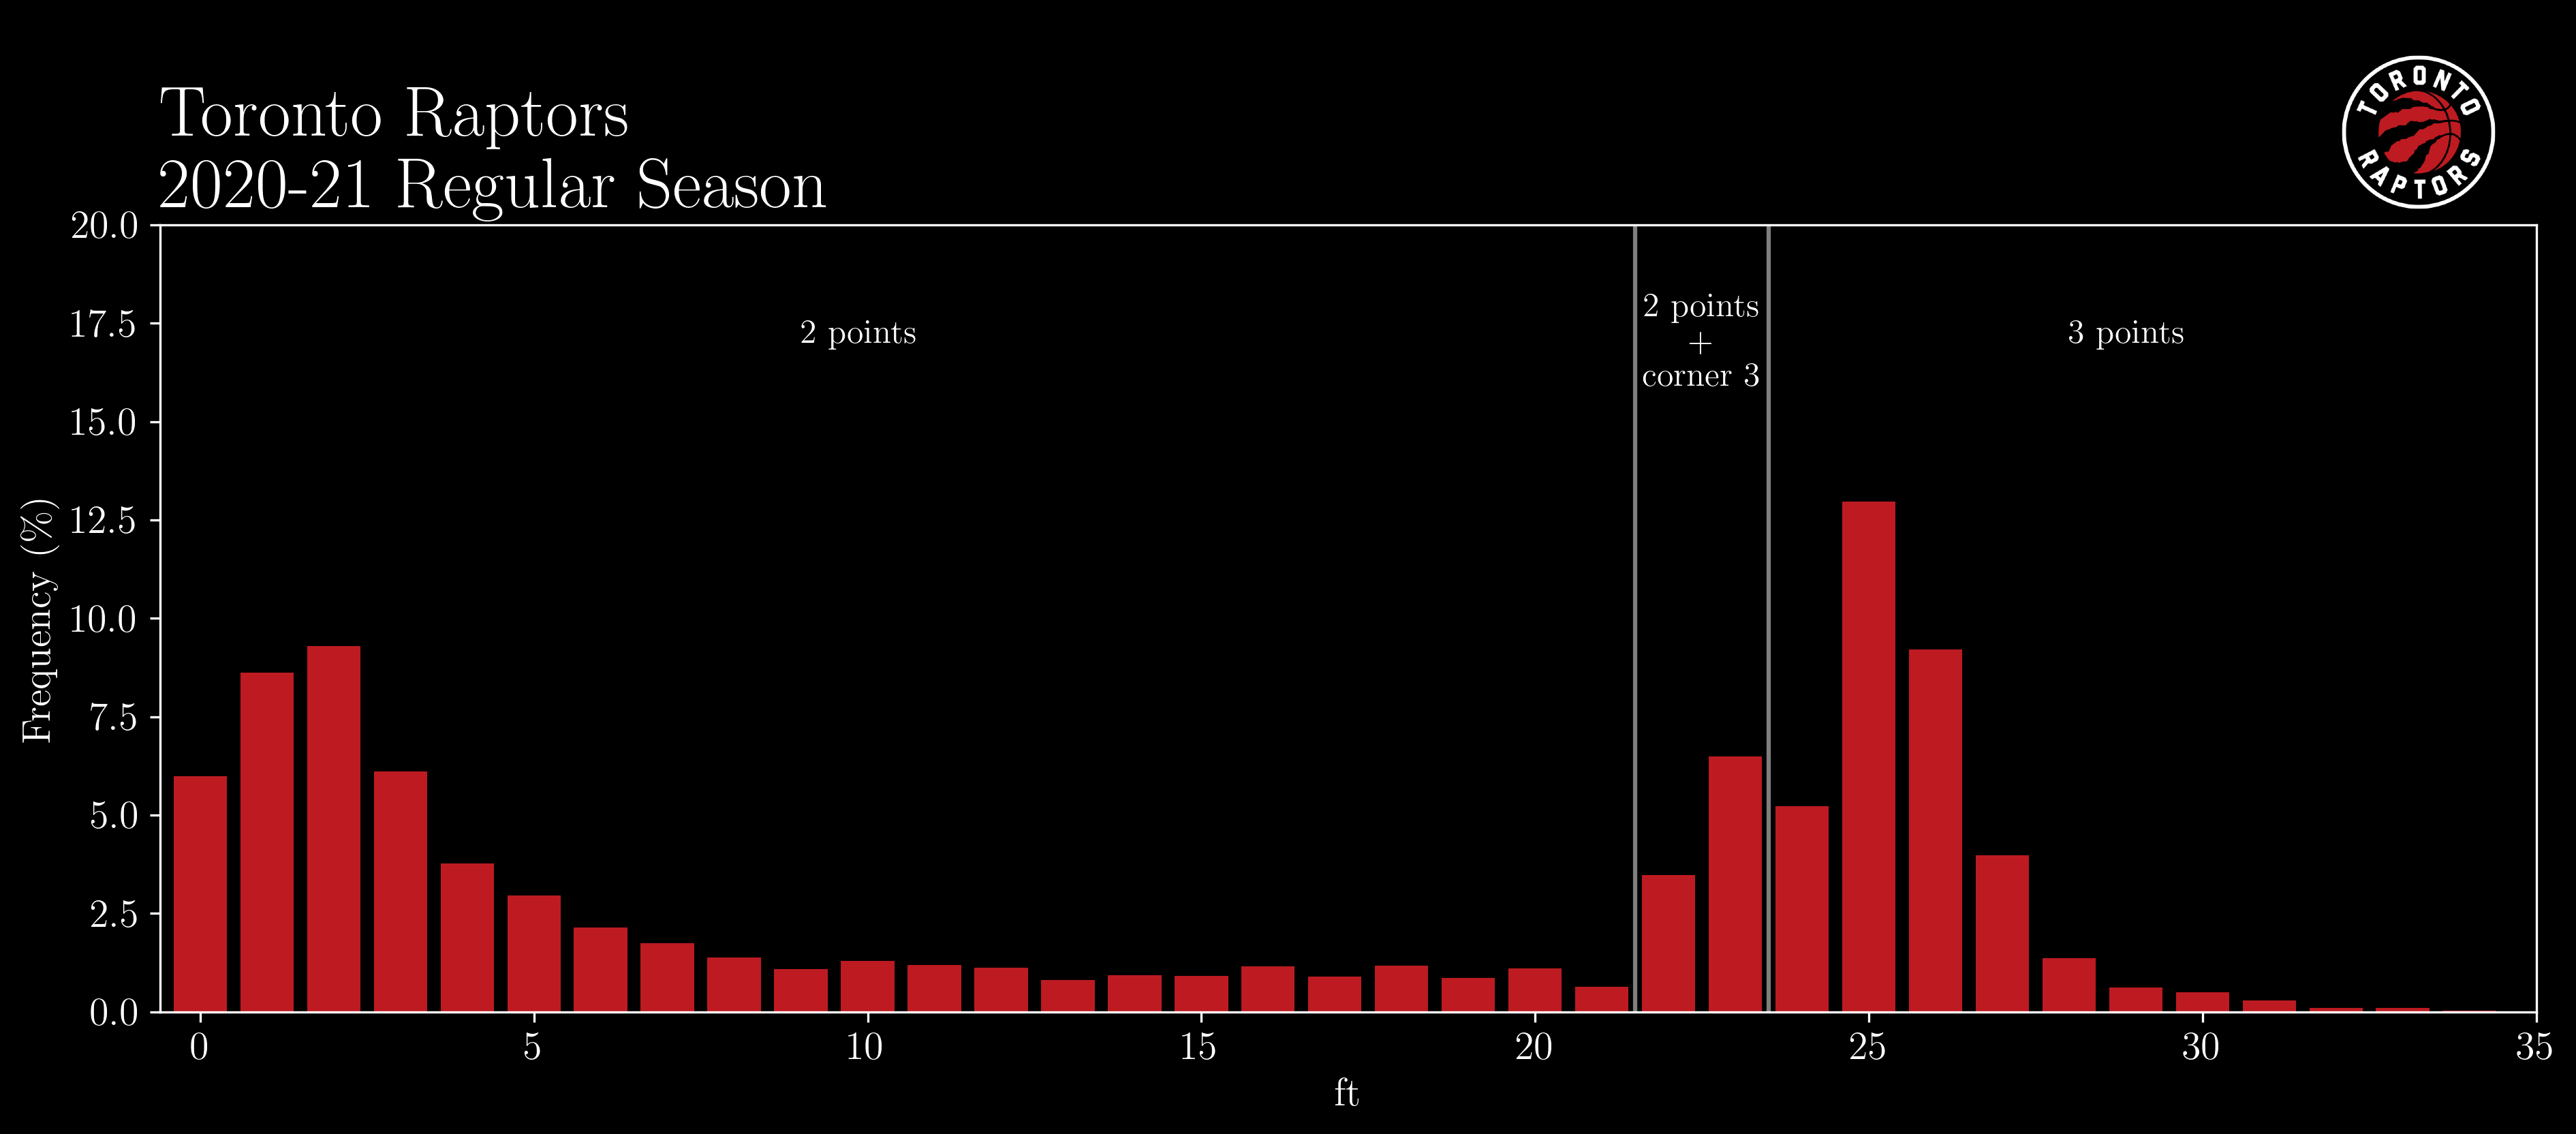 Toronto Raptors
2020-21 Regular Season
TORONTO
RAPTORS
20.0
17.5
15.0
12.5
10.0
7.5
5.0
2.5
0.0
Frequency (%)
2 points
2 points
+
corner 3
3 points
0 5 10 15 20 25 30 35
ft